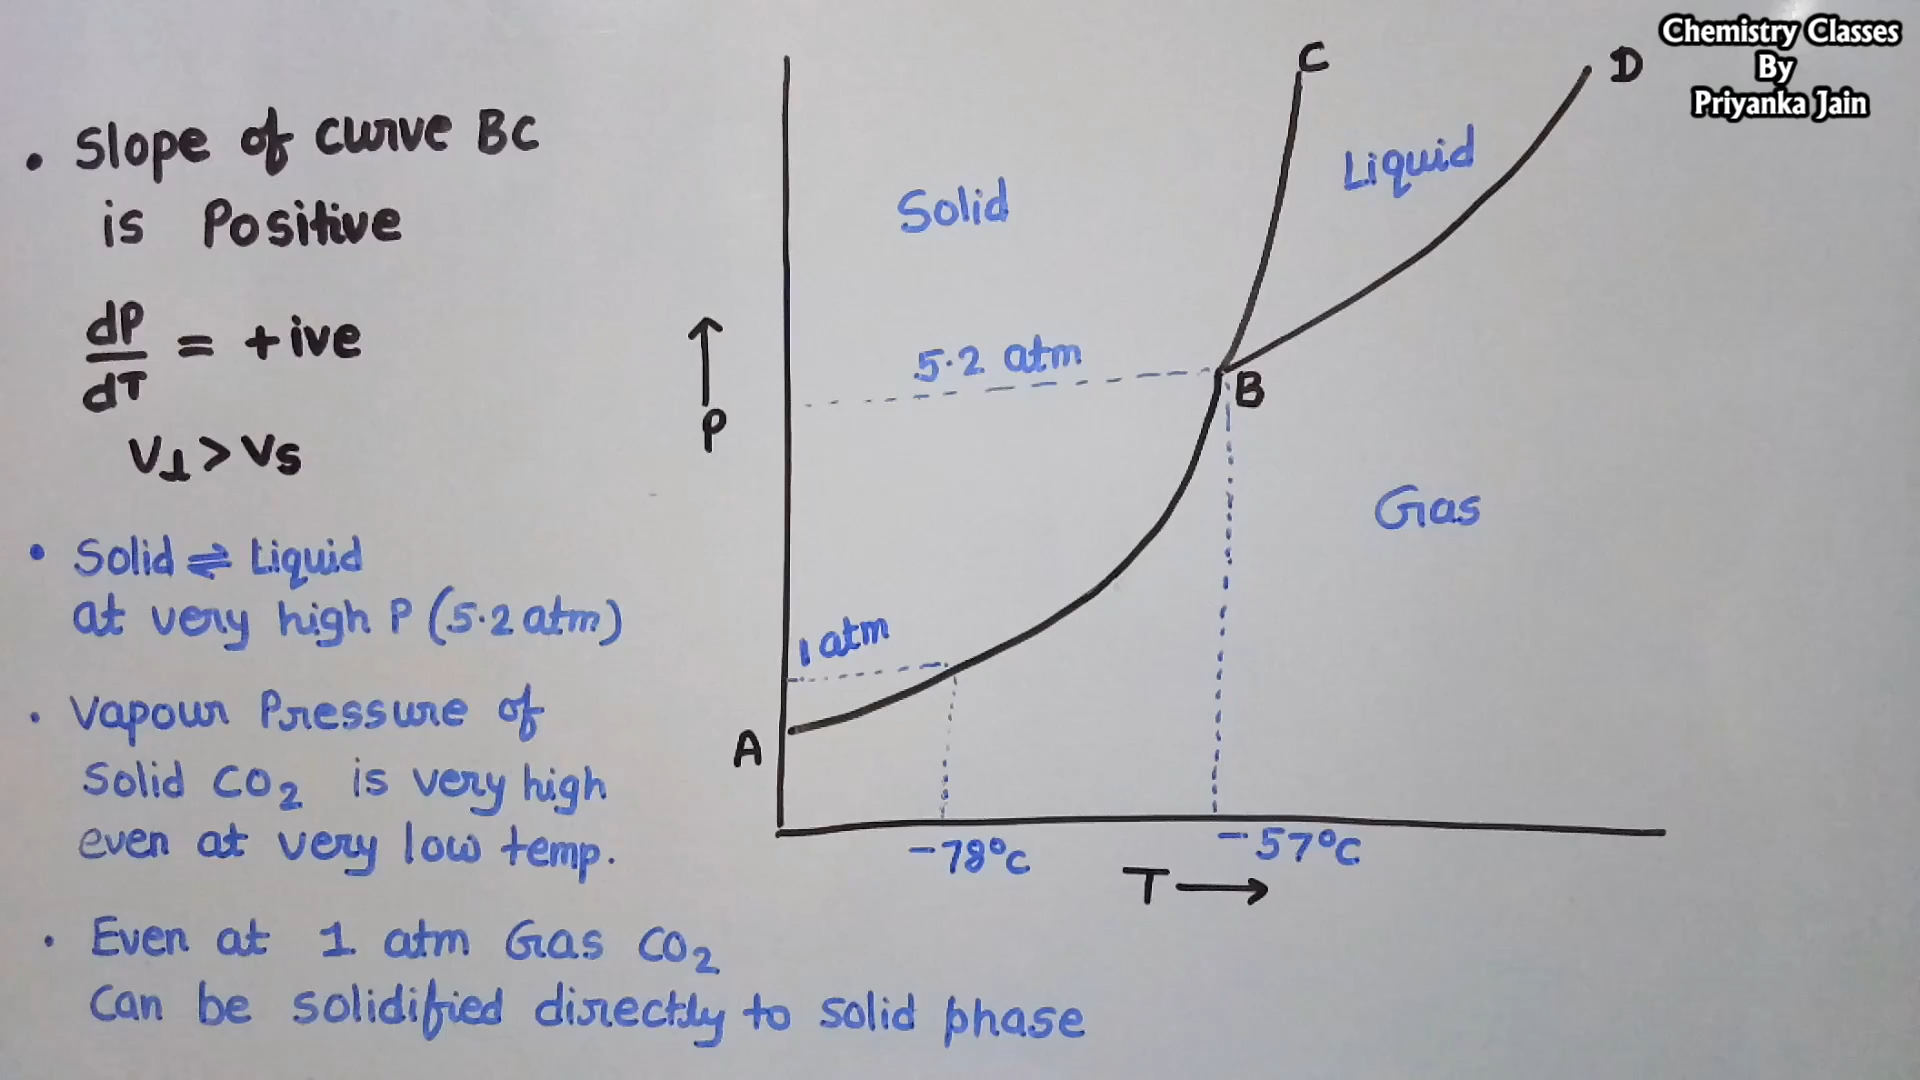 • Slope of curve BC
is Positive
dP/dT = +ive
VL > VS
• Solid ⇌ Liquid
at very high P (5.2 atm)
• Vapour Pressure of
Solid CO₂ is very high
even at very low temp.
• Even at 1 atm Gas CO₂
can be solidified directly to solid phase
Chemistry Classes
By
Priyanka Jain
C
D
Solid
Liquid
5.2 atm
B
↑
P
Gas
1 atm
A
-78°C
-57°C
T →